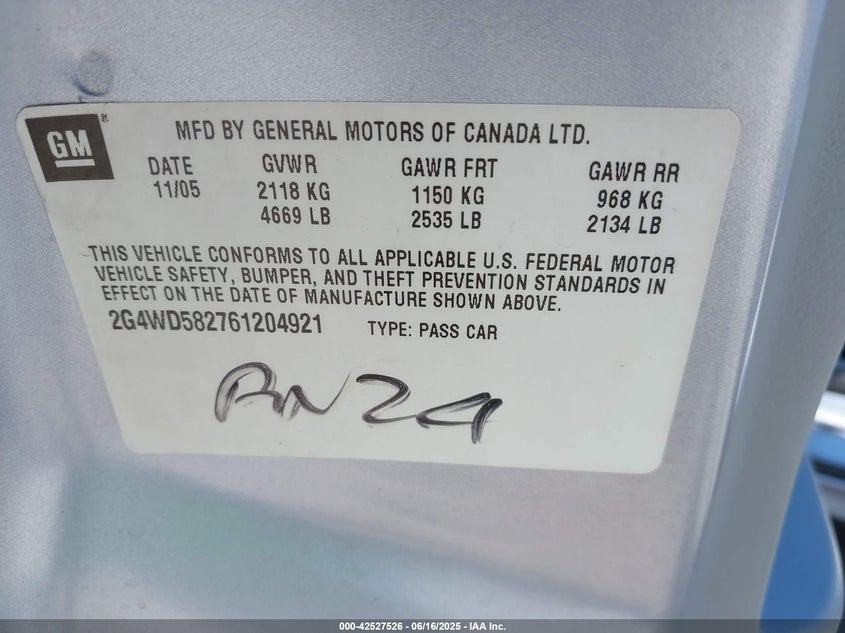 GM®
MFD BY GENERAL MOTORS OF CANADA LTD.
DATE GVWR GAWR FRT GAWR RR
11/05 2118 KG 1150 KG 968 KG
4669 LB 2535 LB 2134 LB
THIS VEHICLE CONFORMS TO ALL APPLICABLE U.S. FEDERAL MOTOR
VEHICLE SAFETY, BUMPER, AND THEFT PREVENTION STANDARDS IN
EFFECT ON THE DATE OF MANUFACTURE SHOWN ABOVE.
2G4WD582761204921 TYPE: PASS CAR
000-42527526 - 06/16/2025 - IAA Inc.